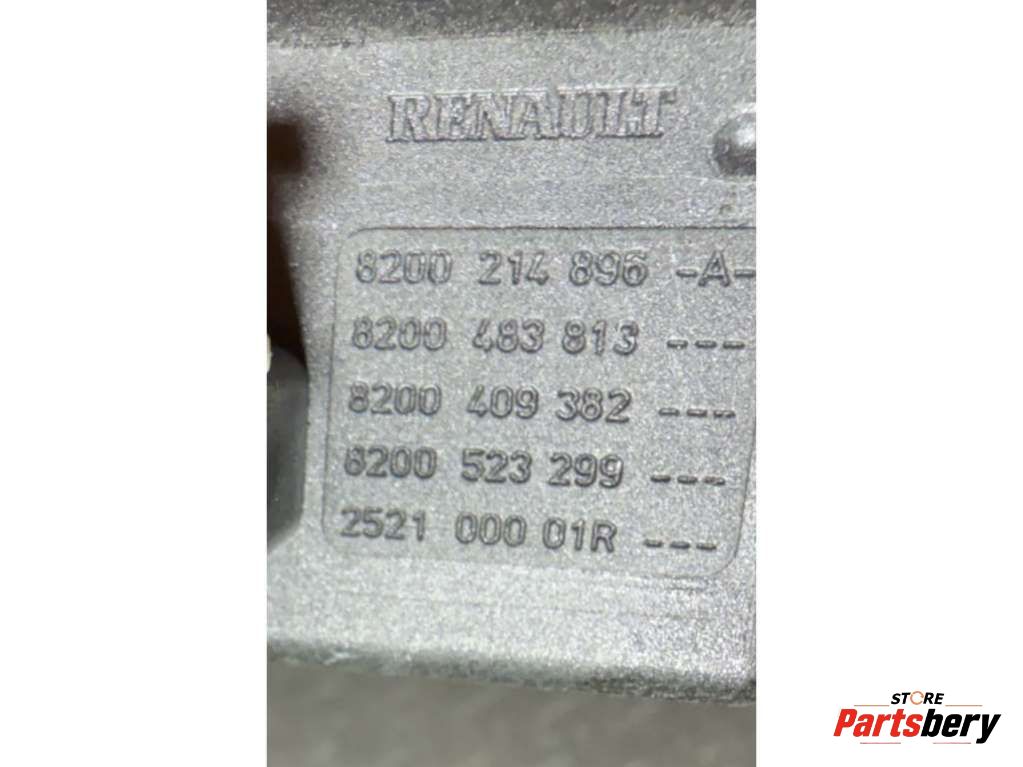 RENAULT
8200 214 896 -A-
8200 483 813 ---
8200 409 382 ---
8200 523 299 ---
2521 000 01R ---
STORE
Partsbery